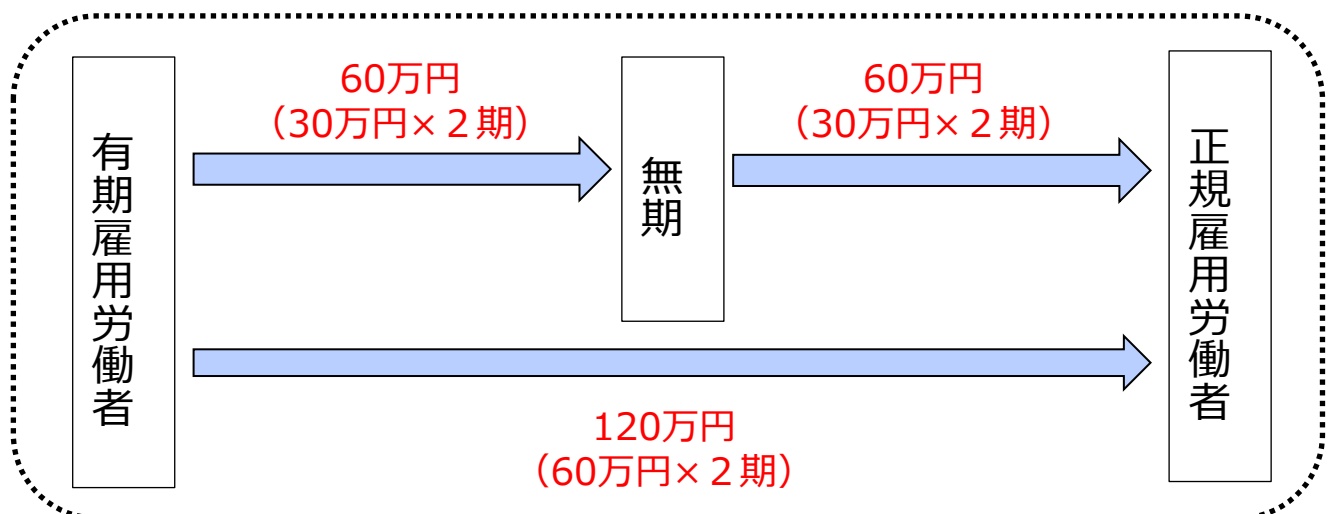 有期雇用労働者
60万円
（30万円×２期）
無期
60万円
（30万円×２期）
正規雇用労働者
120万円
（60万円×２期）